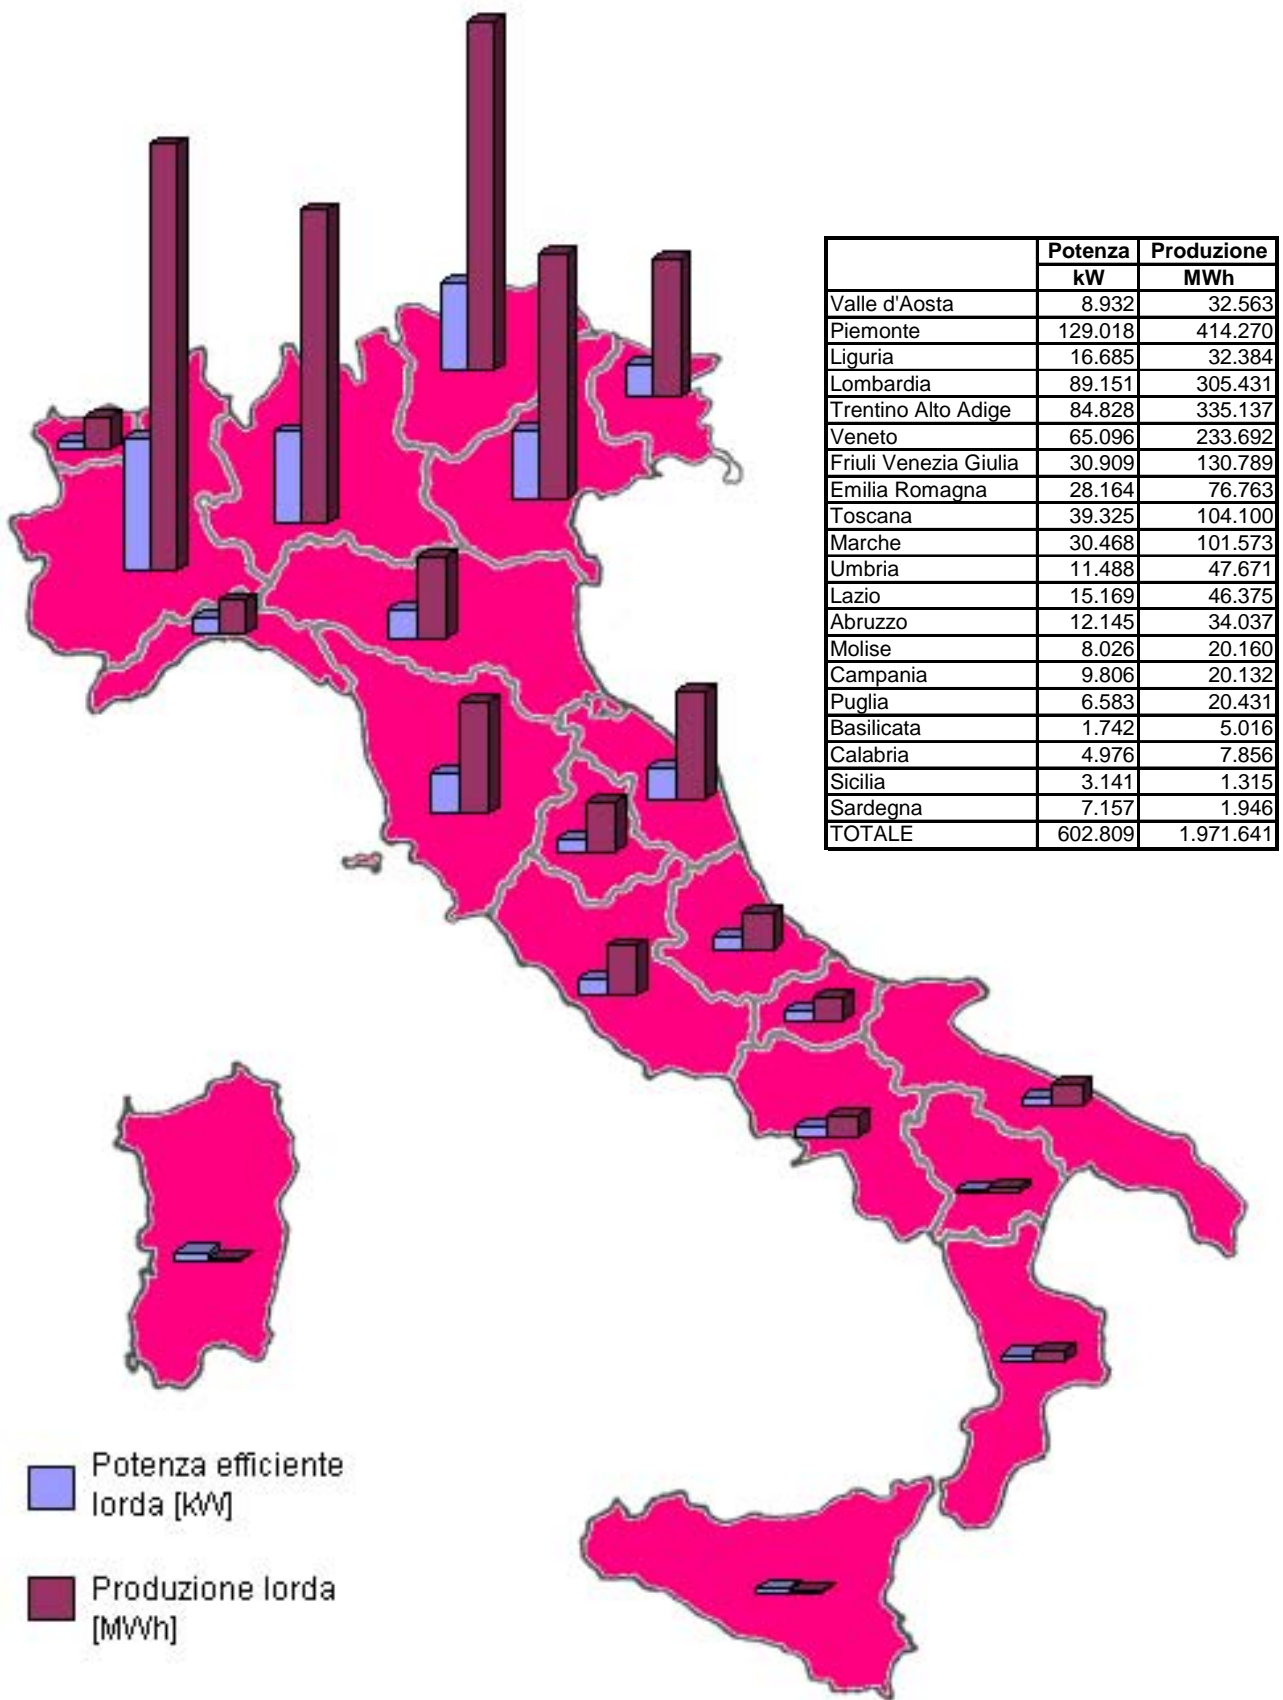 Potenza Produzione
kW MWh
Valle d'Aosta 8.932 32.563
Piemonte 129.018 414.270
Liguria 16.685 32.384
Lombardia 89.151 305.431
Trentino Alto Adige 84.828 335.137
Veneto 65.096 233.692
Friuli Venezia Giulia 30.909 130.789
Emilia Romagna 28.164 76.763
Toscana 39.325 104.100
Marche 30.468 101.573
Umbria 11.488 47.671
Lazio 15.169 46.375
Abruzzo 12.145 34.037
Molise 8.026 20.160
Campania 9.806 20.132
Puglia 6.583 20.431
Basilicata 1.742 5.016
Calabria 4.976 7.856
Sicilia 3.141 1.315
Sardegna 7.157 1.946
TOTALE 602.809 1.971.641
Potenza efficiente
lorda [kW]
Produzione lorda
[MWh]